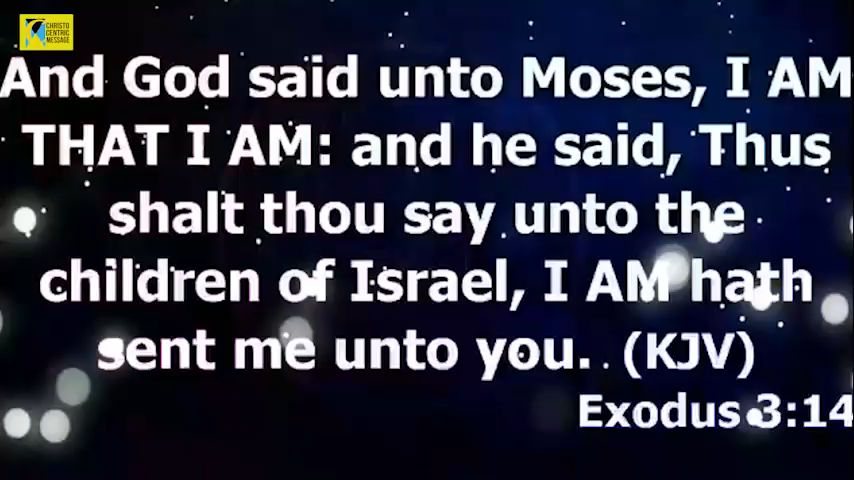 CHRISTO
CENTRIC
MESSAGE
And God said unto Moses, I AM
THAT I AM: and he said, Thus
shalt thou say unto the
children of Israel, I AM hath
sent me unto you. (KJV)
Exodus 3:14